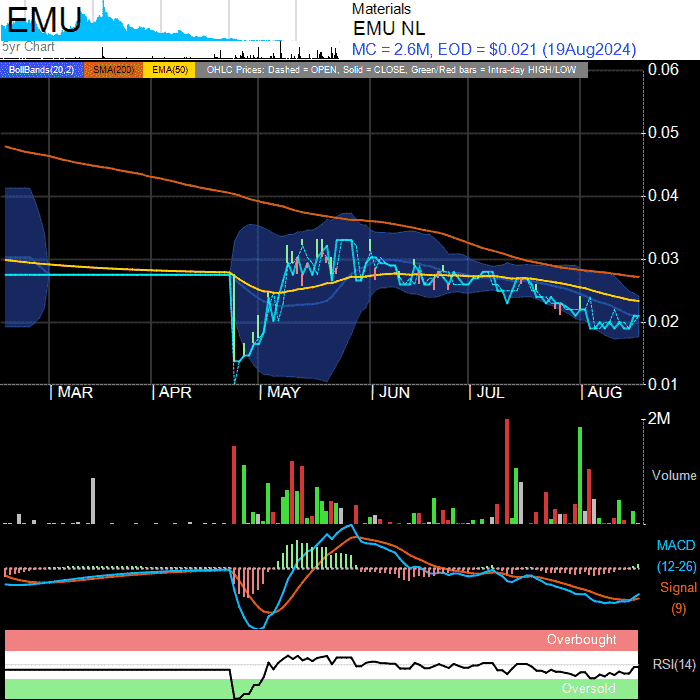 EMU
5yr Chart
Materials
EMU NL
MC = 2.6M, EOD = $0.021 (19Aug2024)
BollBands(20,2) SMA(200) EMA(50) OHLC Prices: Dashed = OPEN, Solid = CLOSE, Green/Red bars = Intra-day HIGH/LOW
0.06
0.05
0.04
0.03
0.02
0.01
MAR APR MAY JUN JUL AUG
2M
Volume
MACD
(12-26)
Signal
(9)
Overbought
RSI(14)
Oversold